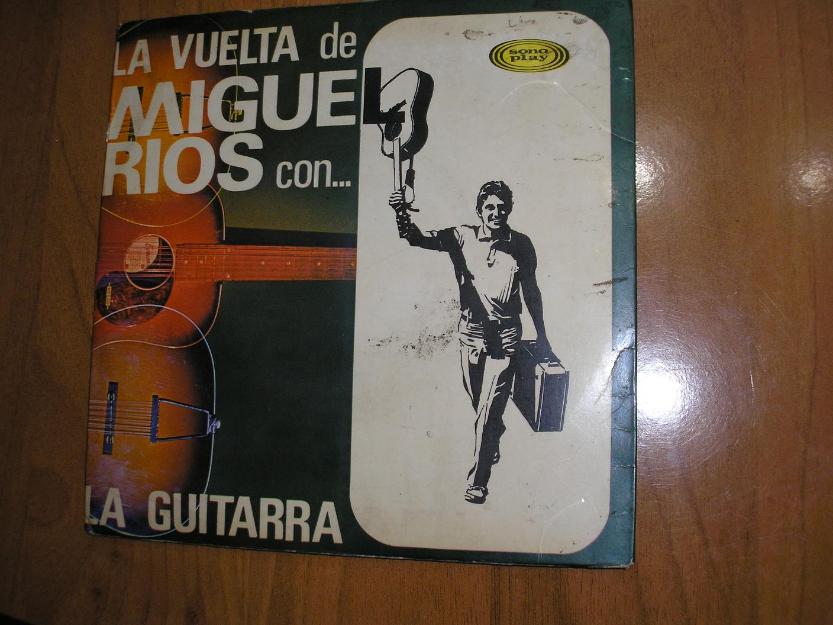 LA VUELTA de
MIGUEL
RIOS con...
LA GUITARRA
sono
play